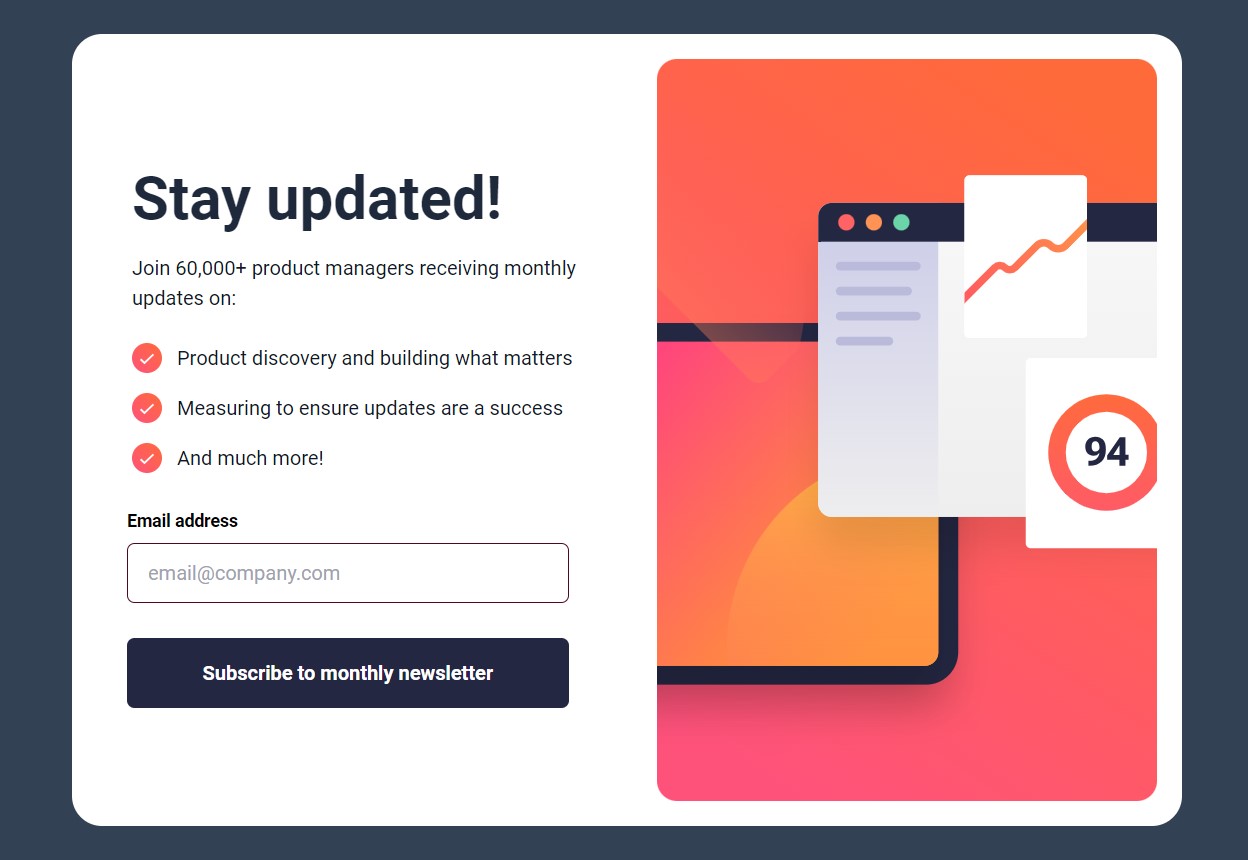 Stay updated!
Join 60,000+ product managers receiving monthly
updates on:
Product discovery and building what matters
Measuring to ensure updates are a success
And much more!
Email address
email@company.com
Subscribe to monthly newsletter
94